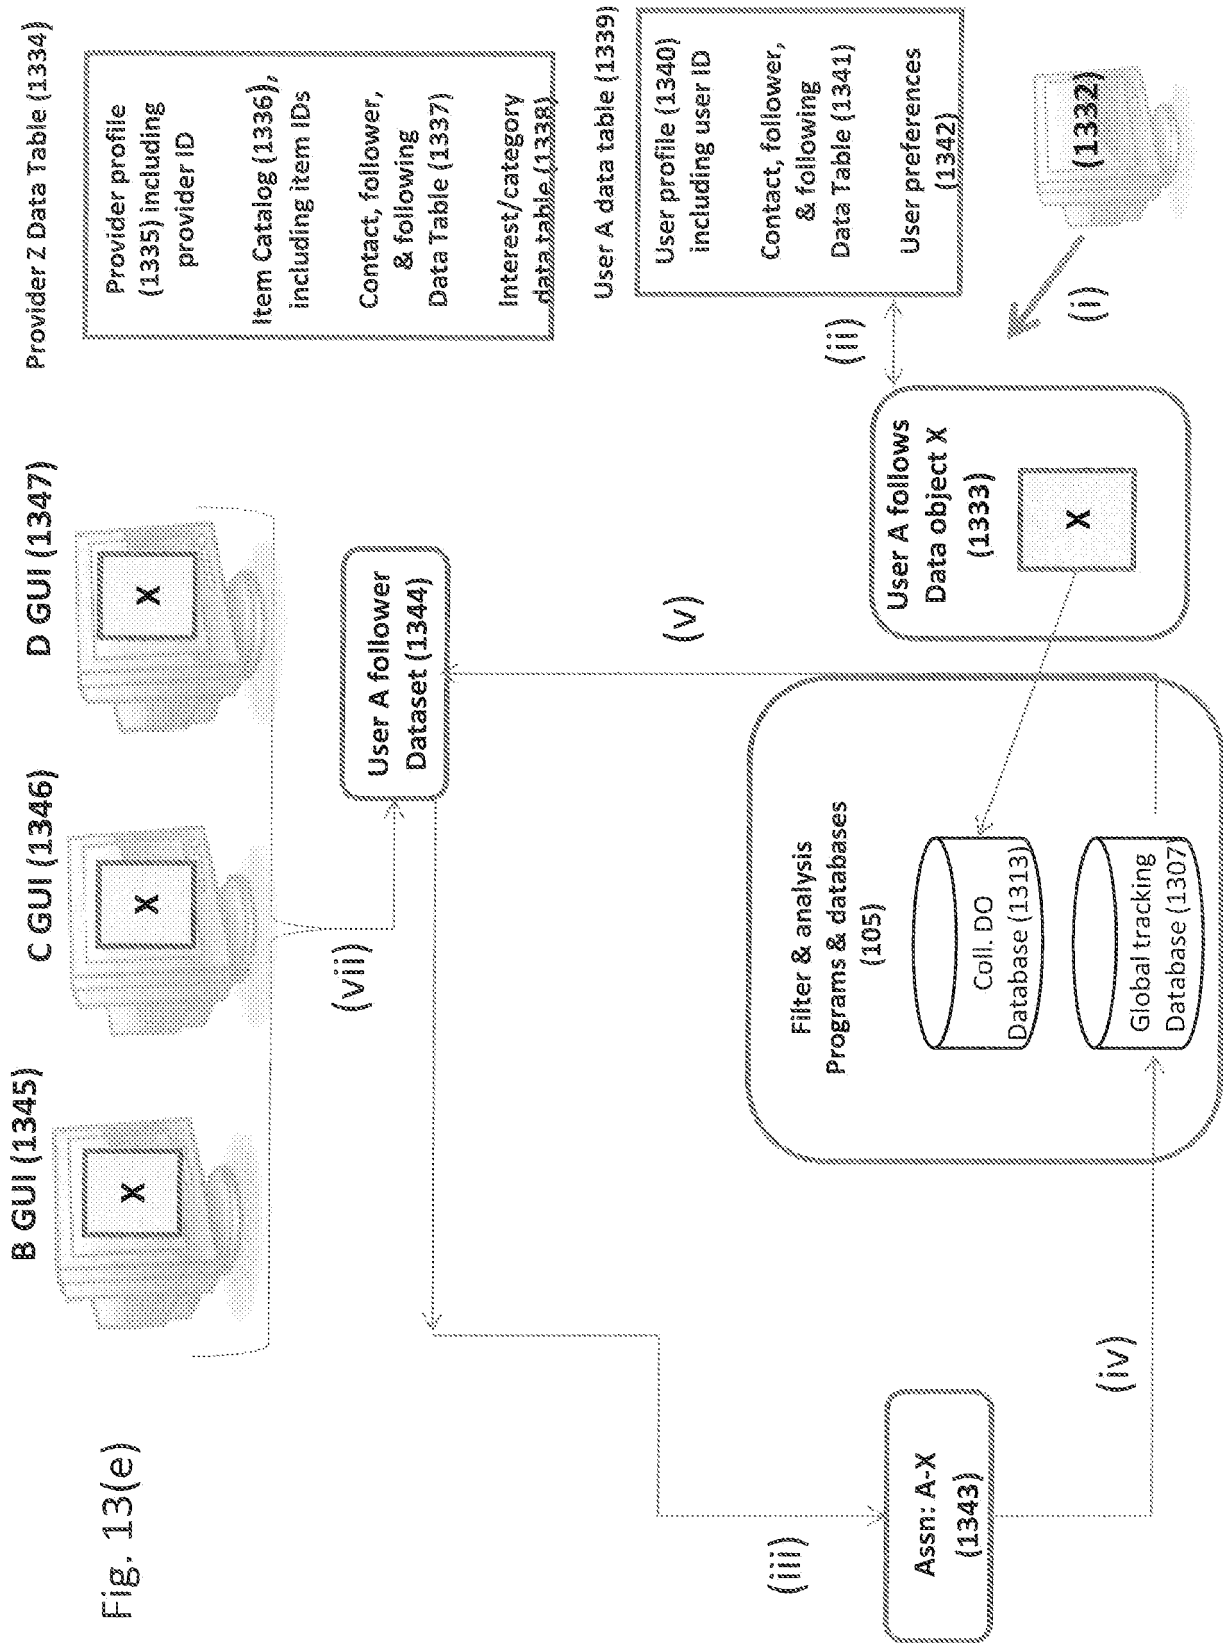 Fig. 13(e)
B GUI (1345)
C GUI (1346)
D GUI (1347)
X
X
X
(vii)
User A follower
Dataset (1344)
(iii)
Assn: A-X
(1343)
(iv)
(v)
Filter & analysis
Programs & databases
(105)
Coll. DO
Database (1313)
Global tracking
Database (1307)
User A follows
Data object X
(1333)
X
(ii)
(i)
(1332)
Provider Z Data Table (1334)
Provider profile
(1335) including
provider ID
Item Catalog (1336),
including item IDs
Contact, follower,
& following
Data Table (1337)
Interest/category
data table (1338)
User A data table (1339)
User profile (1340)
including user ID
Contact, follower,
& following
Data Table (1341)
User preferences
(1342)